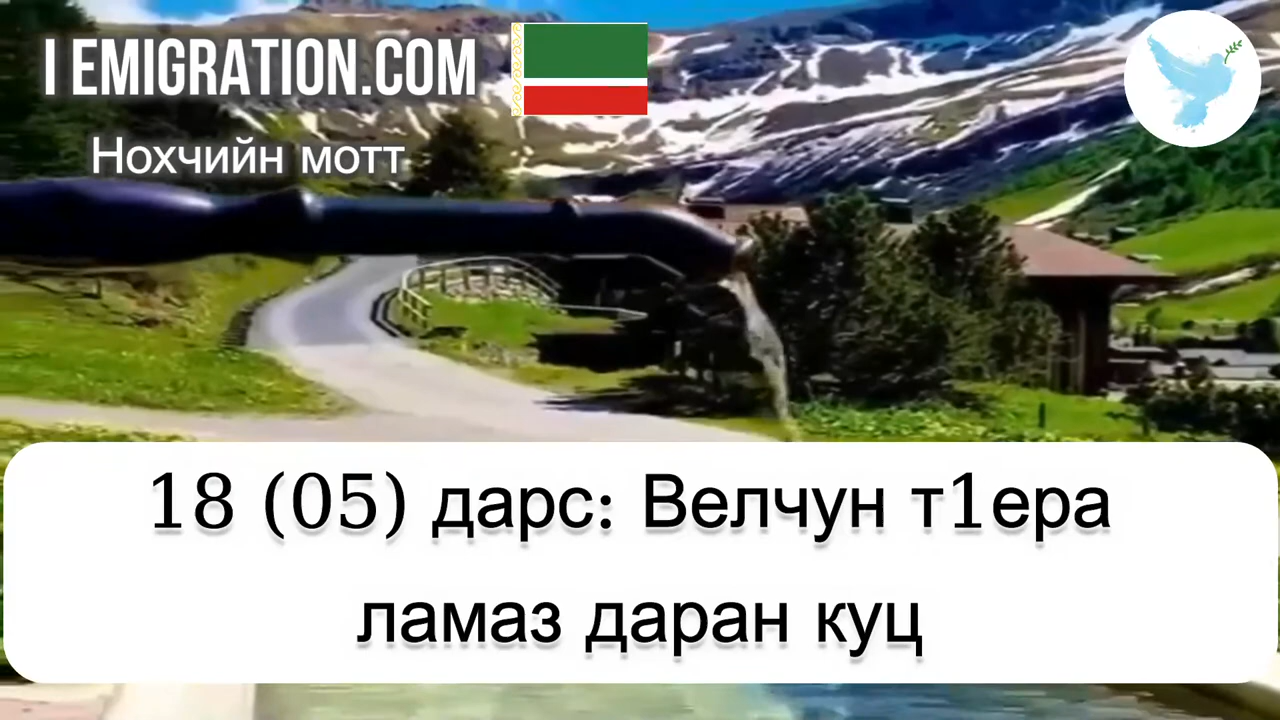 I EMIGRATION.COM
Нохчийн мотт
18 (05) дарс: Велчун т1ера
ламаз даран куц